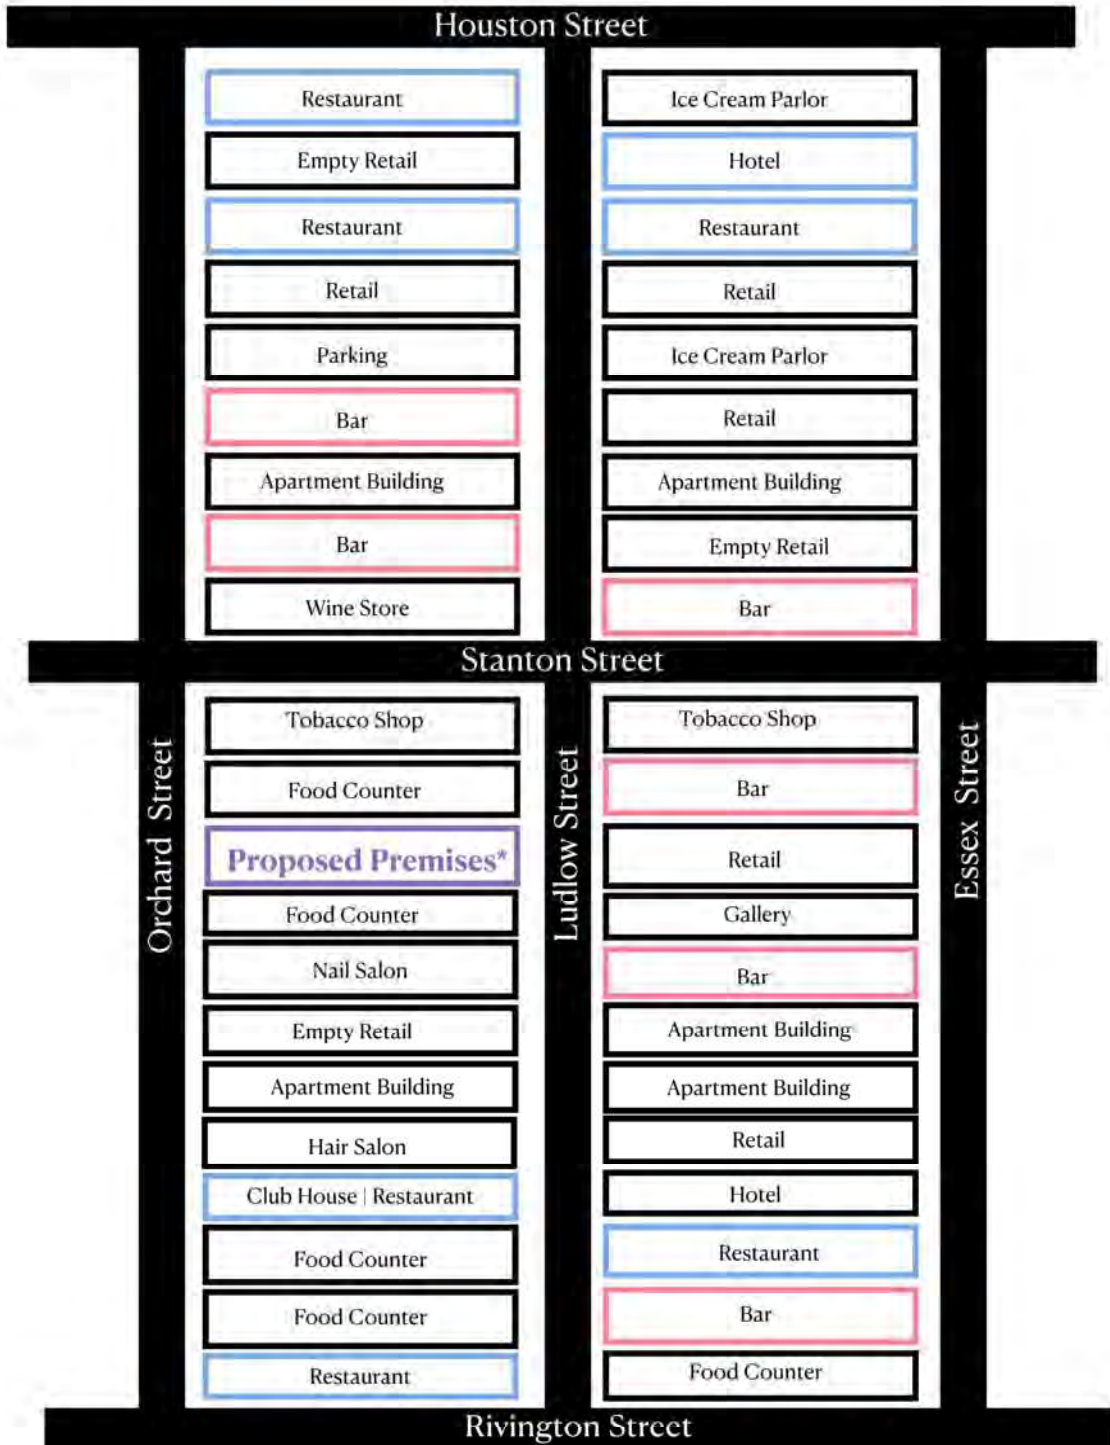 Houston Street
Restaurant
Empty Retail
Restaurant
Retail
Parking
Bar
Apartment Building
Bar
Wine Store
Ice Cream Parlor
Hotel
Restaurant
Retail
Ice Cream Parlor
Retail
Apartment Building
Empty Retail
Bar
Stanton Street
Orchard Street
Tobacco Shop
Food Counter
Proposed Premises*
Food Counter
Nail Salon
Empty Retail
Apartment Building
Hair Salon
Club House | Restaurant
Food Counter
Food Counter
Restaurant
Ludlow Street
Tobacco Shop
Bar
Retail
Gallery
Bar
Apartment Building
Apartment Building
Retail
Hotel
Restaurant
Bar
Food Counter
Essex Street
Rivington Street